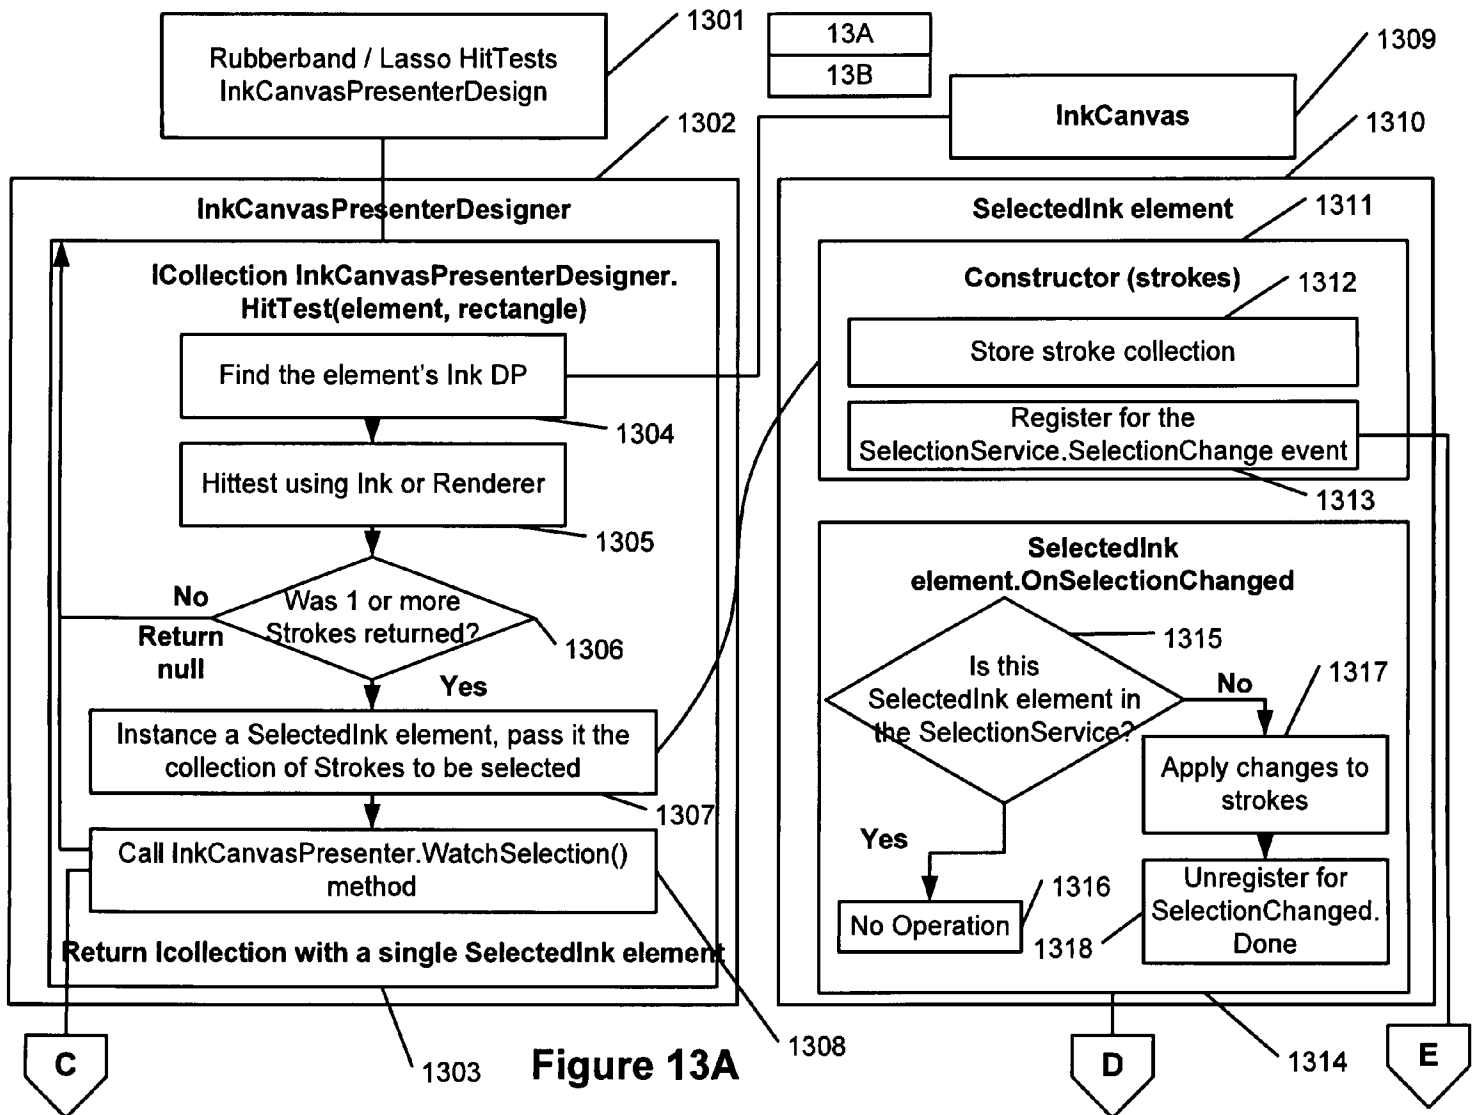 1301
13A
13B
1309
Rubberband / Lasso HitTests
InkCanvasPresenterDesign
1302
InkCanvas
1310
InkCanvasPresenterDesigner
ICollection InkCanvasPresenterDesigner.
HitTest(element, rectangle)
Find the element's Ink DP
1304
Hittest using Ink or Renderer
1305
Was 1 or more
Strokes returned?
1306
No
Return
null
Yes
Instance a SelectedInk element, pass it the
collection of Strokes to be selected
1307
Call InkCanvasPresenter.WatchSelection()
method
Return Icollection with a single SelectedInk element
1303
1308
C
SelectedInk element
1311
Constructor (strokes)
1312
Store stroke collection
Register for the
SelectionService.SelectionChange event
1313
SelectedInk
element.OnSelectionChanged
1315
Is this
SelectedInk element in
the SelectionService?
No
1317
Apply changes to
strokes
Yes
No Operation
1316
Unregister for
SelectionChanged.
Done
1318
1314
D
E
Figure 13A